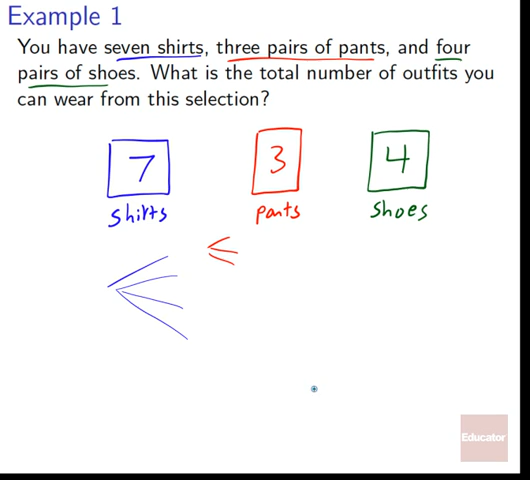 Example 1
You have seven shirts, three pairs of pants, and four
pairs of shoes. What is the total number of outfits you
can wear from this selection?
7 3 4
shirts pants shoes
Educator